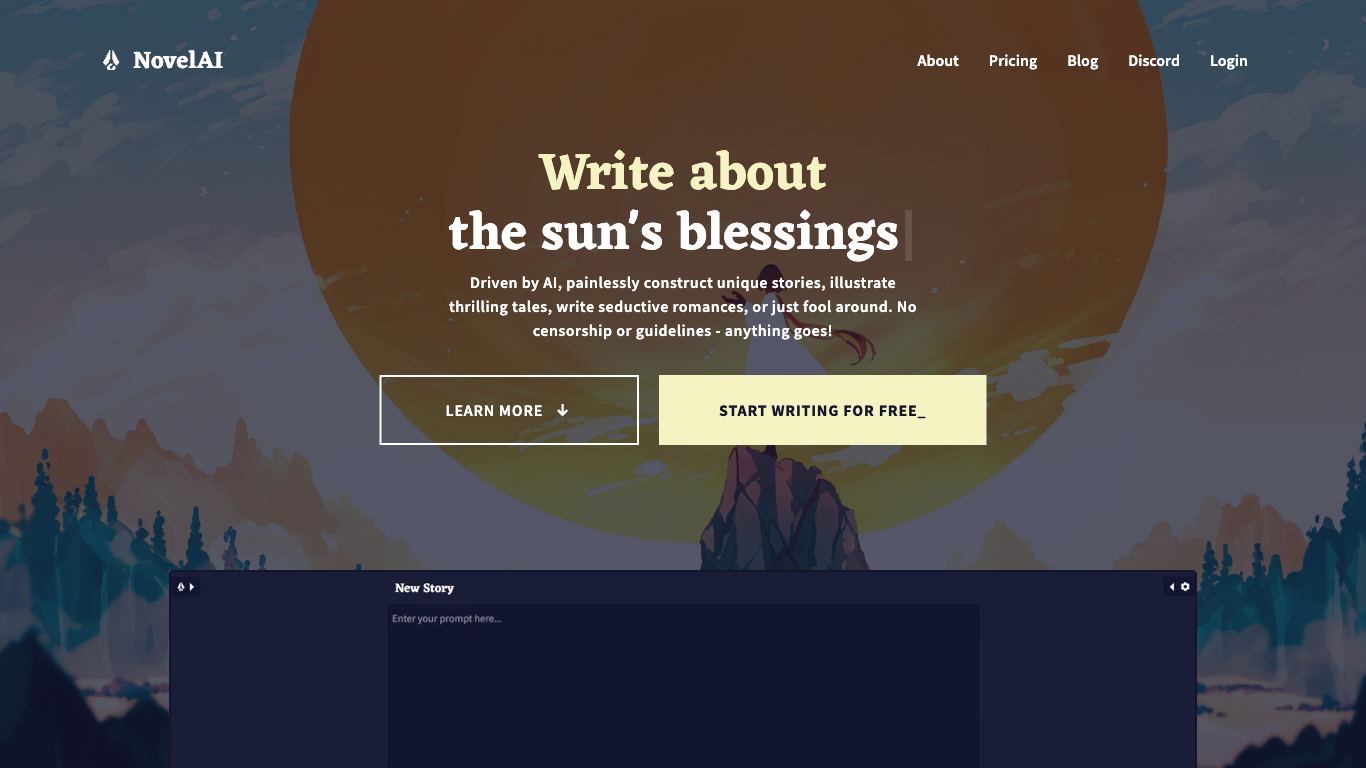 NovelAI
About Pricing Blog Discord Login
Write about
the sun's blessings
Driven by AI, painlessly construct unique stories, illustrate
thrilling tales, write seductive romances, or just fool around. No
censorship or guidelines - anything goes!
LEARN MORE
START WRITING FOR FREE_
New Story
Enter your prompt here...